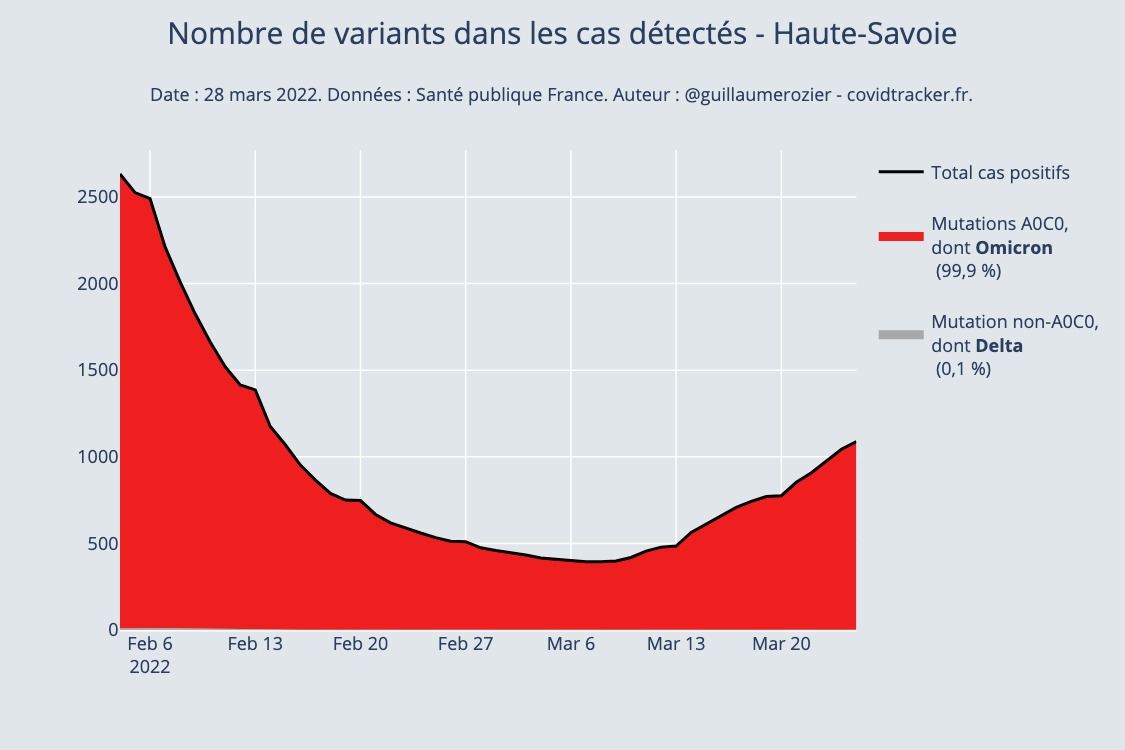 Nombre de variants dans les cas détectés - Haute-Savoie
Date : 28 mars 2022. Données : Santé publique France. Auteur : @guillaumerozier - covidtracker.fr.
Total cas positifs
Mutations A0C0,
dont Omicron
(99,9 %)
Mutation non-A0C0,
dont Delta
(0,1 %)
2500
2000
1500
1000
500
0
Feb 6
2022
Feb 13
Feb 20
Feb 27
Mar 6
Mar 13
Mar 20